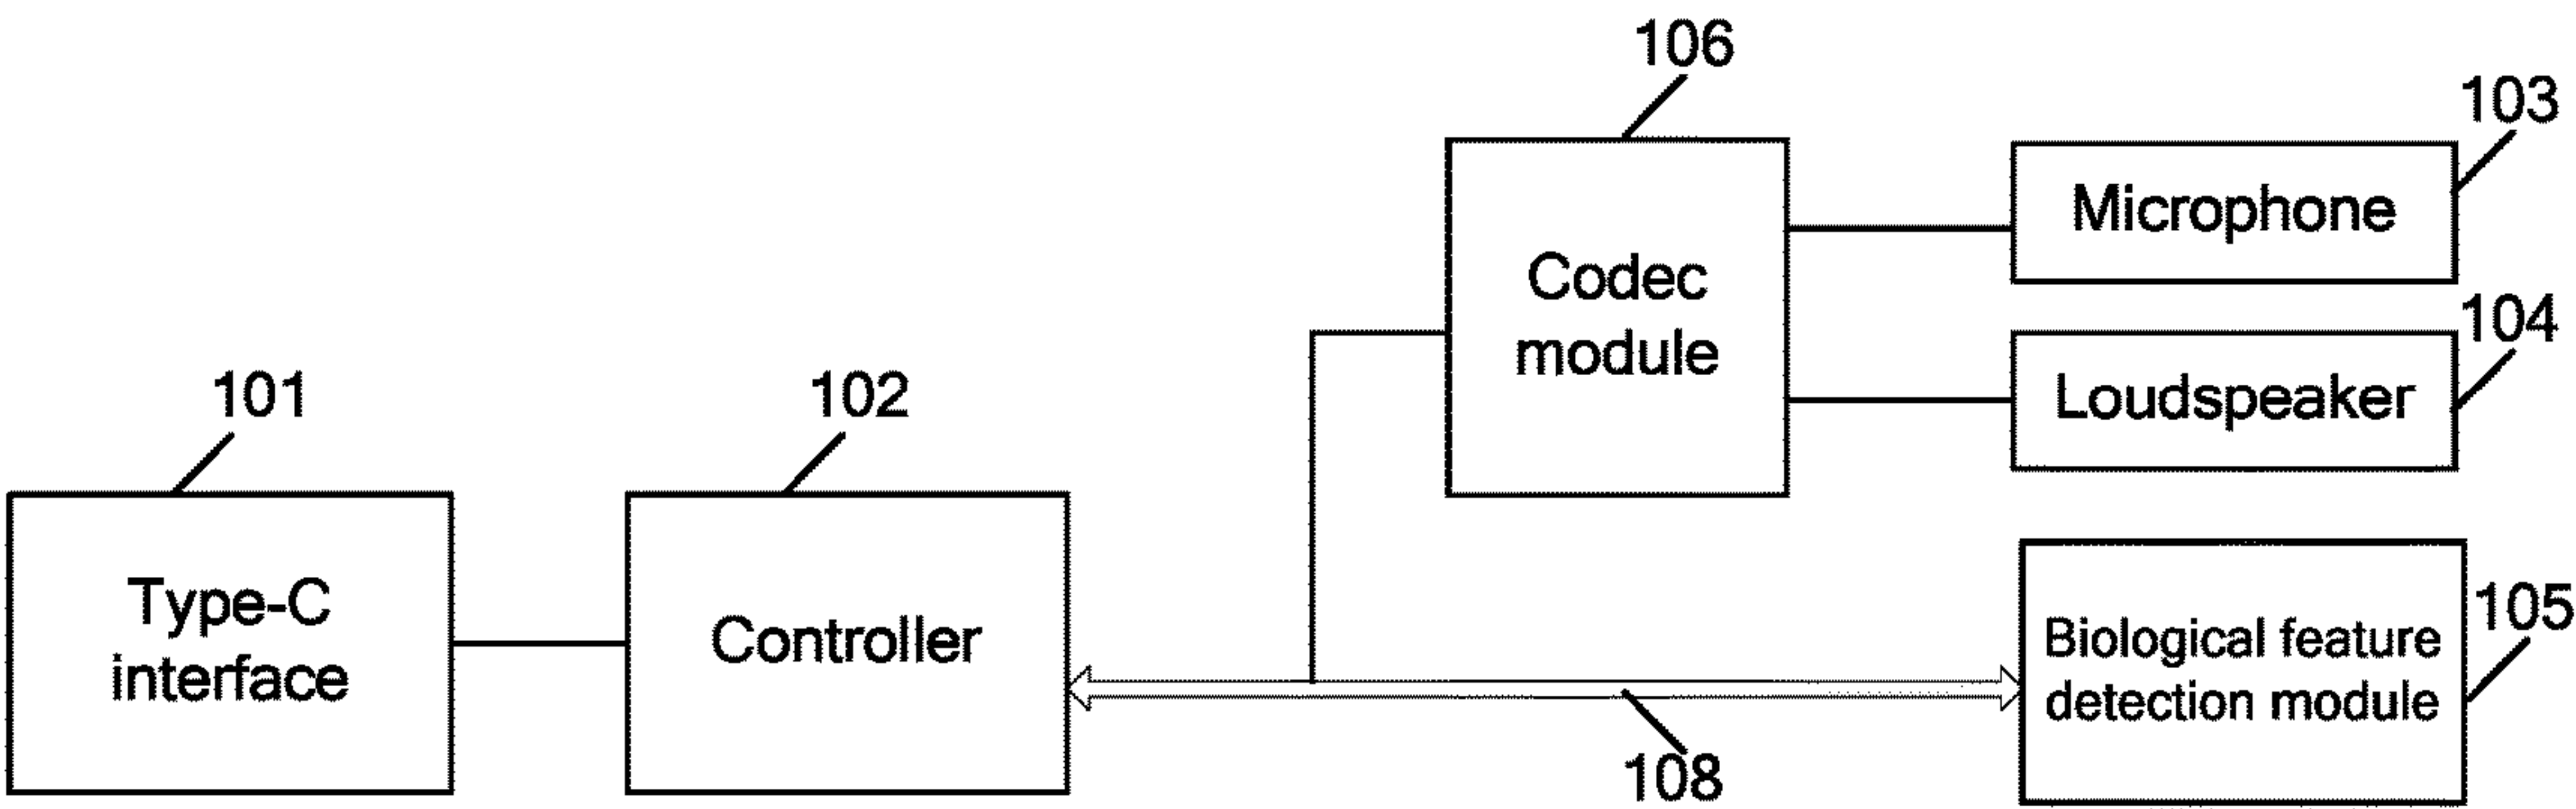 106
103
Microphone
Codec
module
104
Loudspeaker
101
102
Type-C
interface
Controller
105
Biological feature
detection module
108